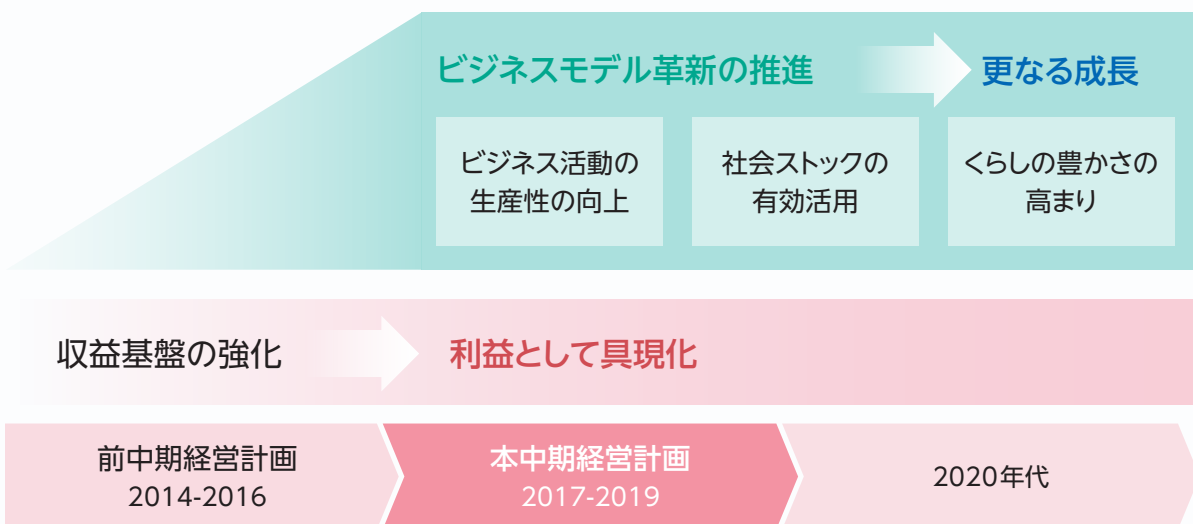 ビジネスモデル革新の推進
更なる成長
ビジネス活動の
生産性の向上
社会ストックの
有効活用
くらしの豊かさの
高まり
収益基盤の強化
利益として具現化
前中期経営計画
2014-2016
本中期経営計画
2017-2019
2020年代